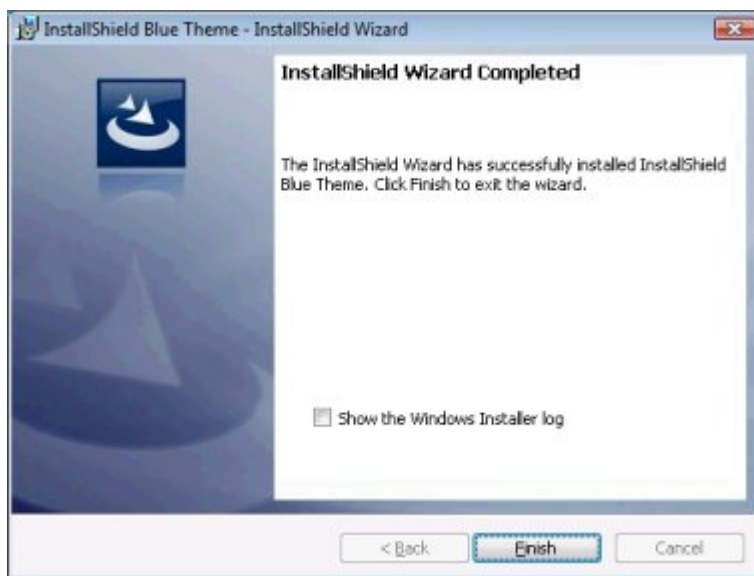 InstallShield Blue Theme - InstallShield Wizard
InstallShield Wizard Completed
The InstallShield Wizard has successfully installed InstallShield
Blue Theme. Click Finish to exit the wizard.
Show the Windows Installer log
< Back
Finish
Cancel